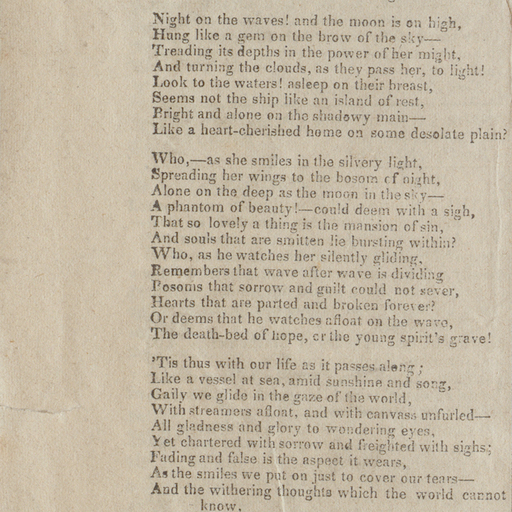 Night on the waves! and the moon is on high,
Hung like a gem on the brow of the sky—
Treading its depths in the power of her might,
And turning the clouds, as they pass her, to light!
Look to the waters! asleep on their breast,
Seems not the ship like an island of rest,
Bright and alone on the shadowy main—
Like a heart-cherished home on some desolate plain?
Who,—as she smiles in the silvery light,
Spreading her wings to the bosom of night,
Alone on the deep as the moon in the sky—
A phantom of beauty!—could deem with a sigh,
That so lovely a thing is the mansion of sin,
And souls that are smitten lie bursting within?
Who, as he watches her silently gliding,
Remembers that wave after wave is dividing
Bosoms that sorrow and guilt could not sever,
Hearts that are parted and broken forever?
Or deems that he watches afloat on the wave,
The death-bed of hope, or the young spirit's grave!
'Tis thus with our life as it passes along;
Like a vessel at sea, amid sunshine and song,
Gaily we glide in the gaze of the world,
With streamers afloat, and with canvass unfurled—
All gladness and glory to wondering eyes,
Yet chartered with sorrow and freighted with sighs;
Fading and false is the aspect it wears,
As the smiles we put on just to cover our tears—
And the withering thoughts which the world cannot
know,